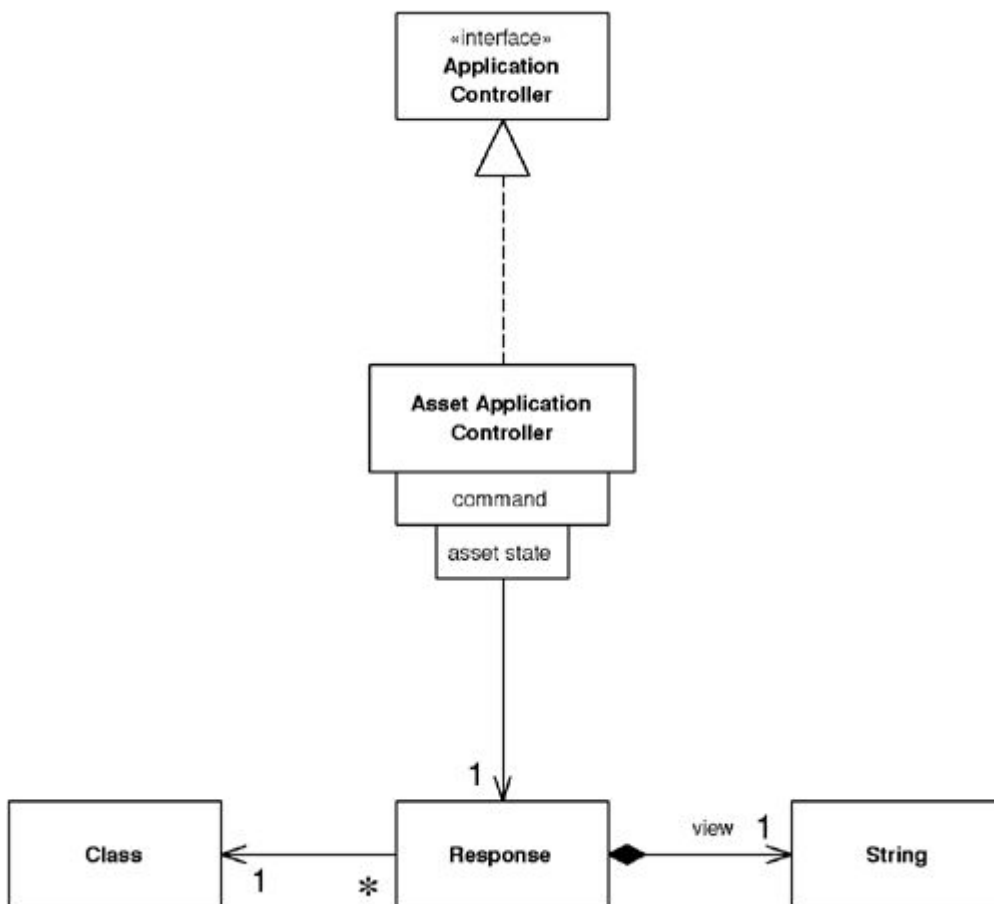 «interface»
Application
Controller
Asset Application
Controller
command
asset state
1
Class
1
*
Response
view
1
String